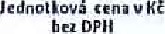 Jednotková cena v Kč
bez DPH